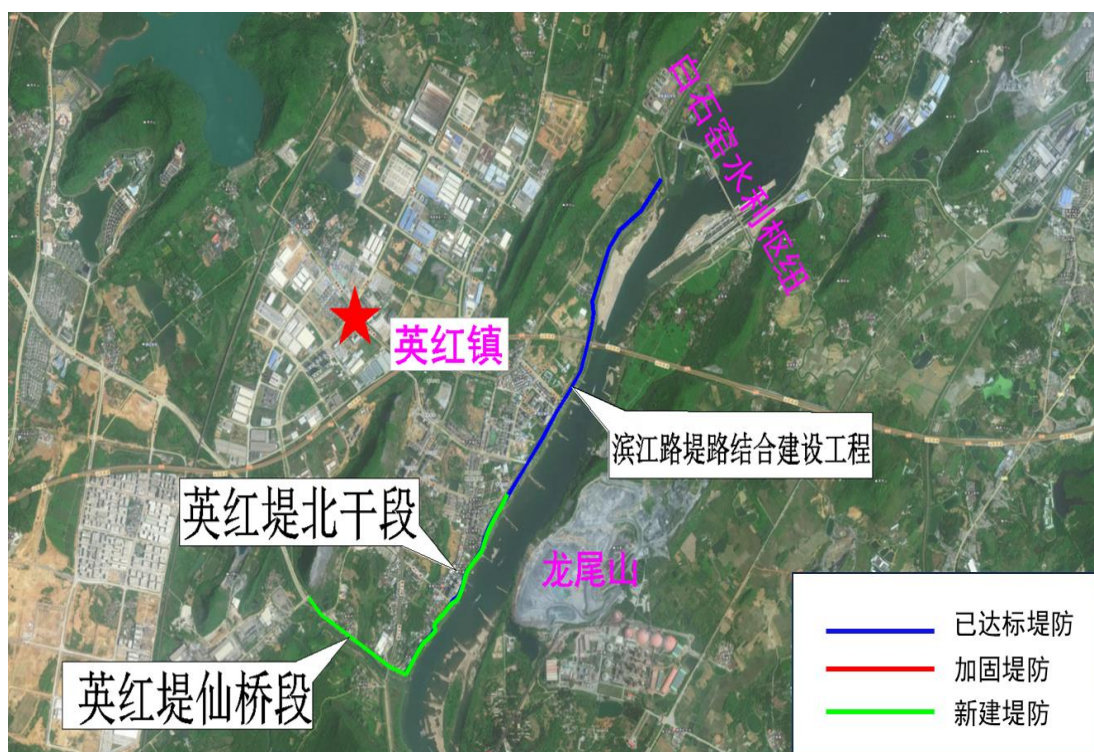 白石窑水利枢纽
英红镇
滨江路堤路结合建设工程
英红堤北干段
龙尾山
英红堤仙桥段
已达标堤防
加固堤防
新建堤防